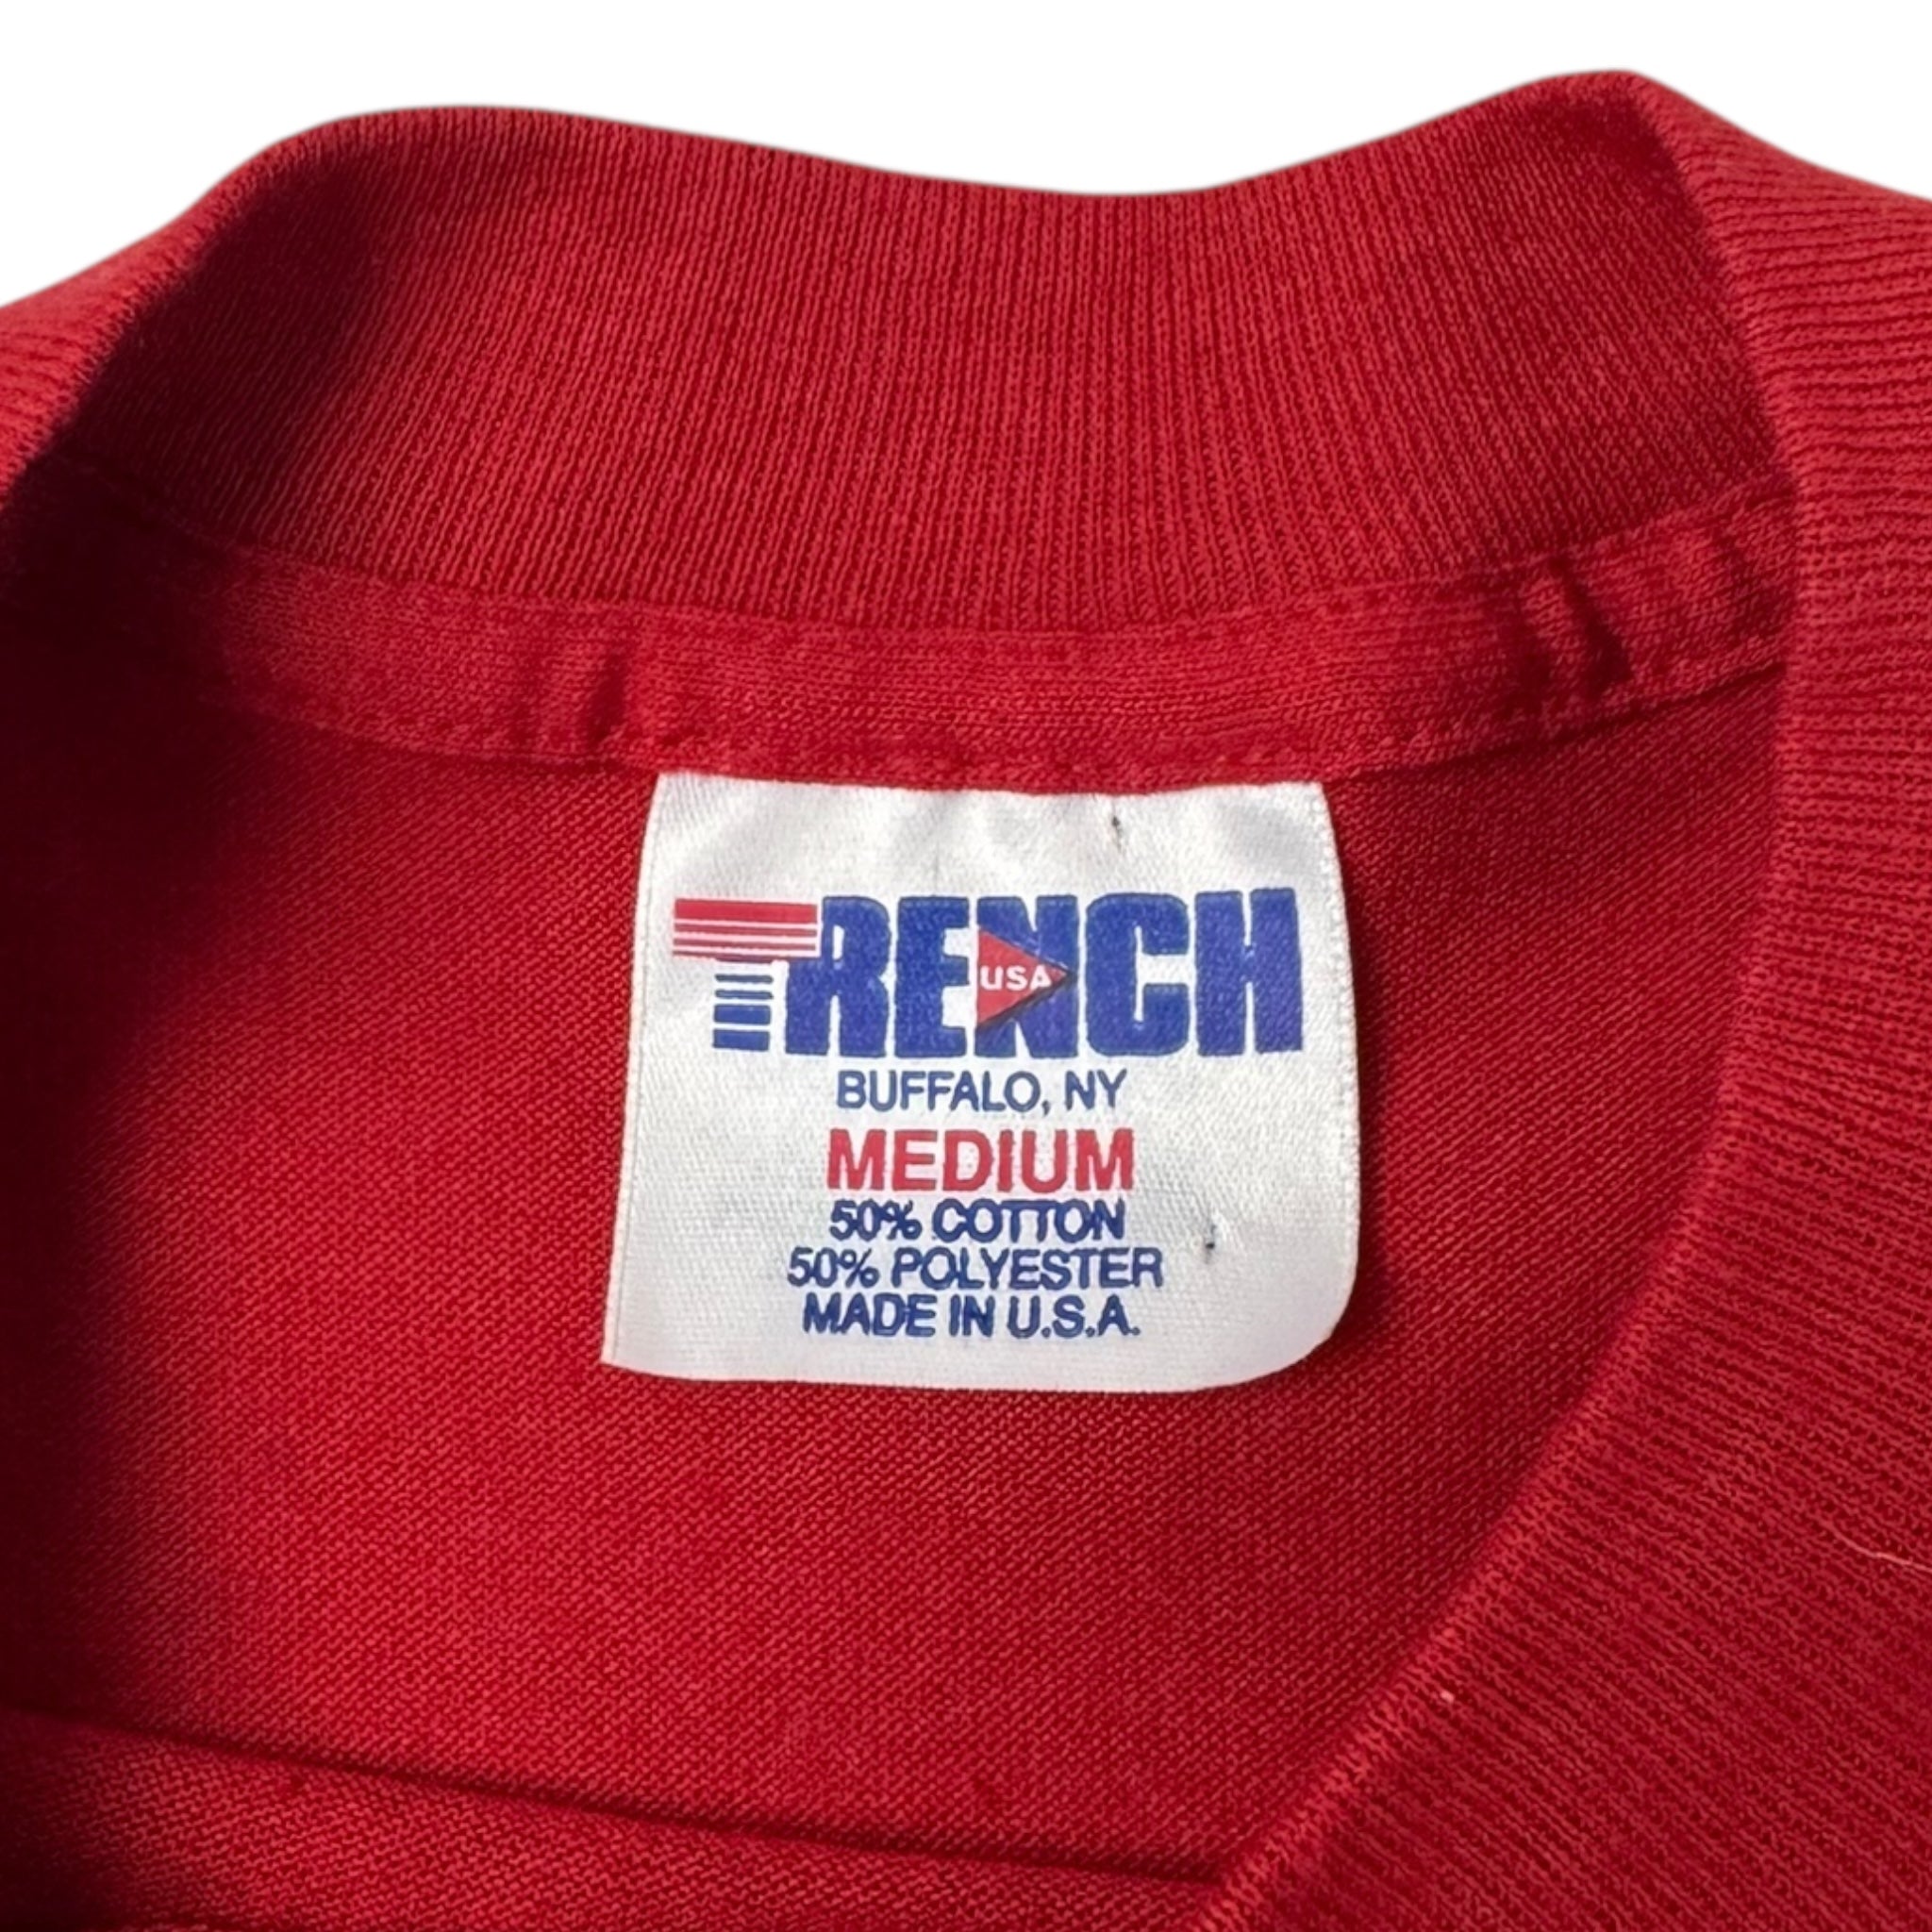 TRENCH
USA
BUFFALO, NY
MEDIUM
50% COTTON
50% POLYESTER
MADE IN U.S.A.